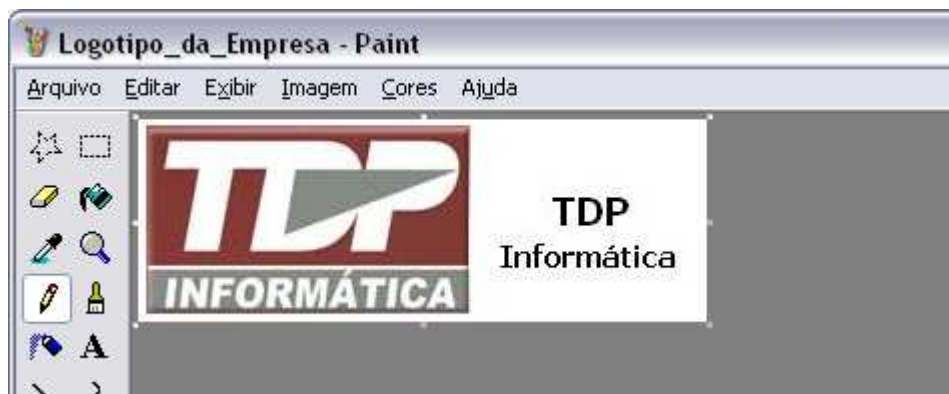 Logotipo_da_Empresa - Paint
Arquivo Editar Exibir Imagem Cores Ajuda
TDP
INFORMÁTICA
TDP
Informática
A